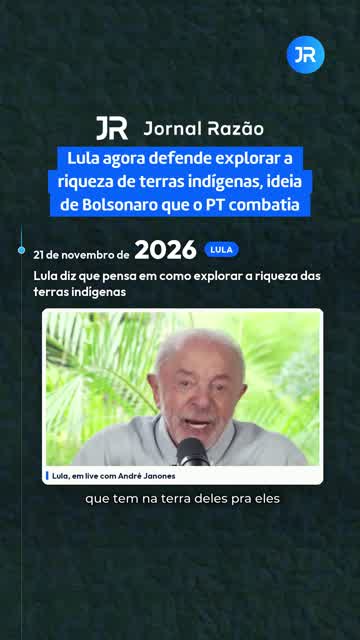 JR
JR Jornal Razão
Lula agora defende explorar a
riqueza de terras indígenas, ideia
de Bolsonaro que o PT combatia
21 de novembro de 2026 LULA
Lula diz que pensa em como explorar a riqueza das
terras indígenas
Lula, em live com André Janones
que tem na terra deles pra eles